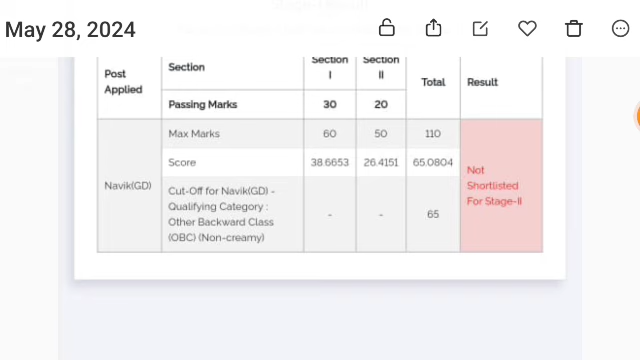 May 28, 2024
Stage-I Result
Post Applied
Section
Section I
Section II
Total
Result
Passing Marks
30
20
Navik(GD)
Max Marks
60
50
110
Not Shortlisted For Stage-II
Score
38.6653
26.4151
65.0804
Cut-Off for Navik(GD) -
Qualifying Category :
Other Backward Class
(OBC) (Non-creamy)
-
-
65